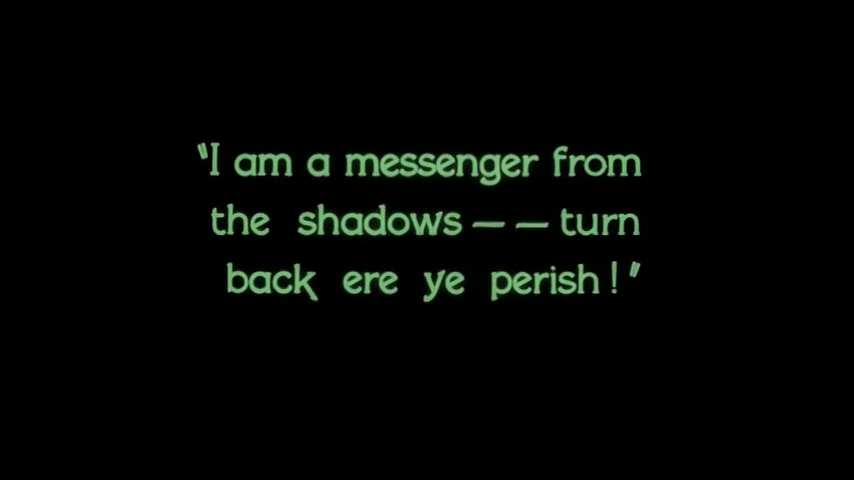 "I am a messenger from
the shadows — — turn
back ere ye perish!"